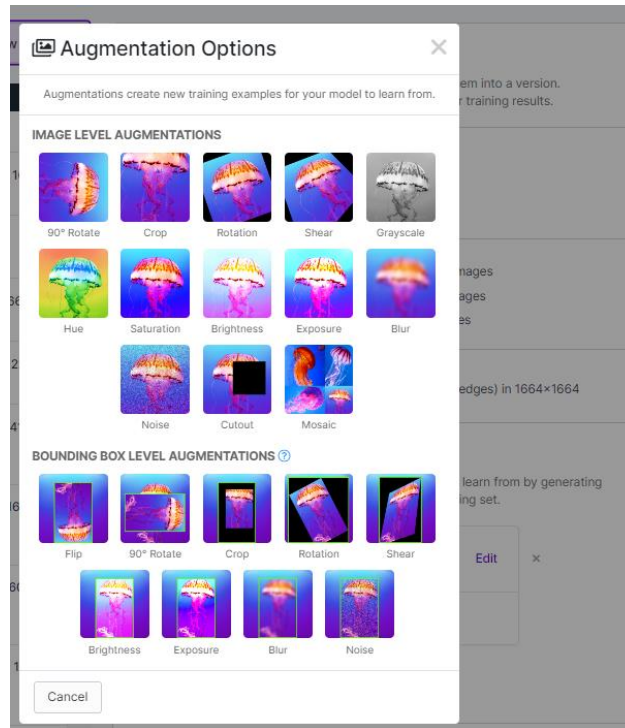 Augmentation Options
Augmentations create new training examples for your model to learn from.
em into a version.
training results.
IMAGE LEVEL AUGMENTATIONS
90° Rotate Crop Rotation Shear Grayscale
Hue Saturation Brightness Exposure Blur
ages
Noise Cutout Mosaic
edges) in 1664×1664
BOUNDING BOX LEVEL AUGMENTATIONS
learn from by generating
ng set.
Flip 90° Rotate Crop Rotation Shear
Edit
Brightness Exposure Blur Noise
Cancel